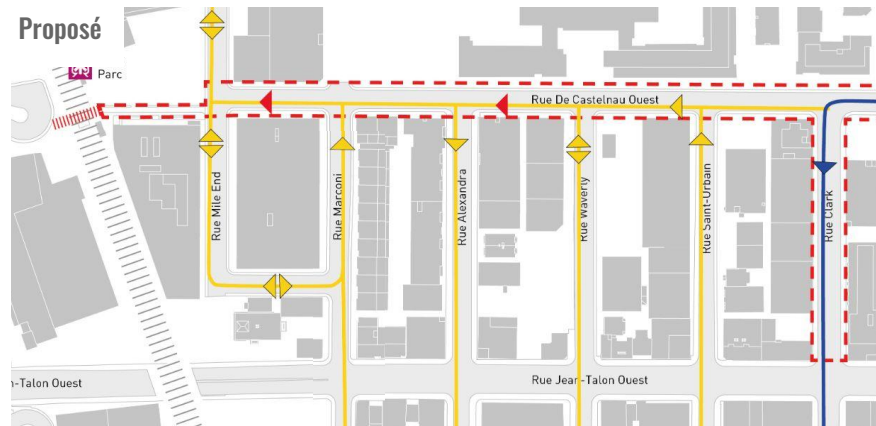 Proposé
Parc
Rue De Castelnau Ouest
Rue Mile End
Rue Marconi
Rue Alexandra
Rue Waverly
Rue Saint-Urbain
Rue Clark
n-Talon Ouest
Rue Jean-Talon Ouest